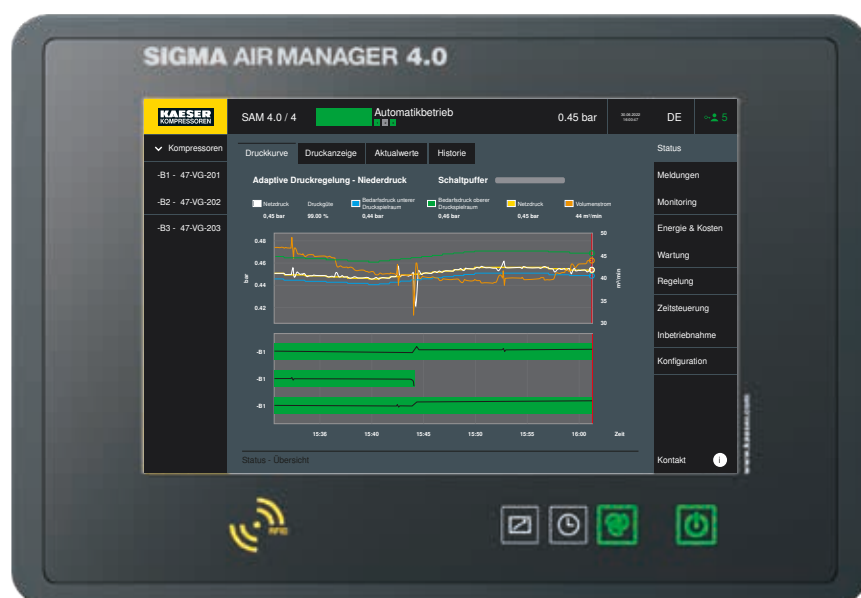 SIGMA AIR MANAGER 4.0
KAESER
KOMPRESSOREN
SAM 4.0 / 4
Automatikbetrieb
0.45 bar
DE
5
Kompressoren
-B1 - 47-VG-201
-B2 - 47-VG-202
-B3 - 47-VG-203
Druckkurve
Druckanzeige
Aktualwerte
Historie
Adaptive Druckregelung - Niederdruck
Schaltpuffer
Netzdruck
0,45 bar
Druckgüte
99.00 %
Bedarfsdruck unterer
Druckspielraum
0,44 bar
Bedarfsdruck oberer
Druckspielraum
0,46 bar
Netzdruck
0,45 bar
Volumenstrom
44 m³/min
bar
0.48
0.46
0.44
0.42
50
45
40
35
30
m³/min
-B1
-B1
-B1
15:35
15:40
15:45
15:50
15:55
16:00
Zeit
Status - Übersicht
Status
Meldungen
Monitoring
Energie & Kosten
Wartung
Regelung
Zeitsteuerung
Inbetriebnahme
Konfiguration
Kontakt
i
www.kaeser.com
RFID